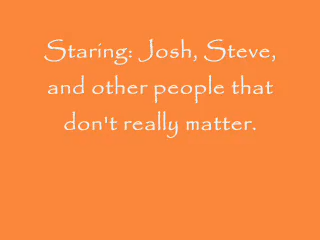 Staring: Josh, Steve,
and other people that
don't really matter.